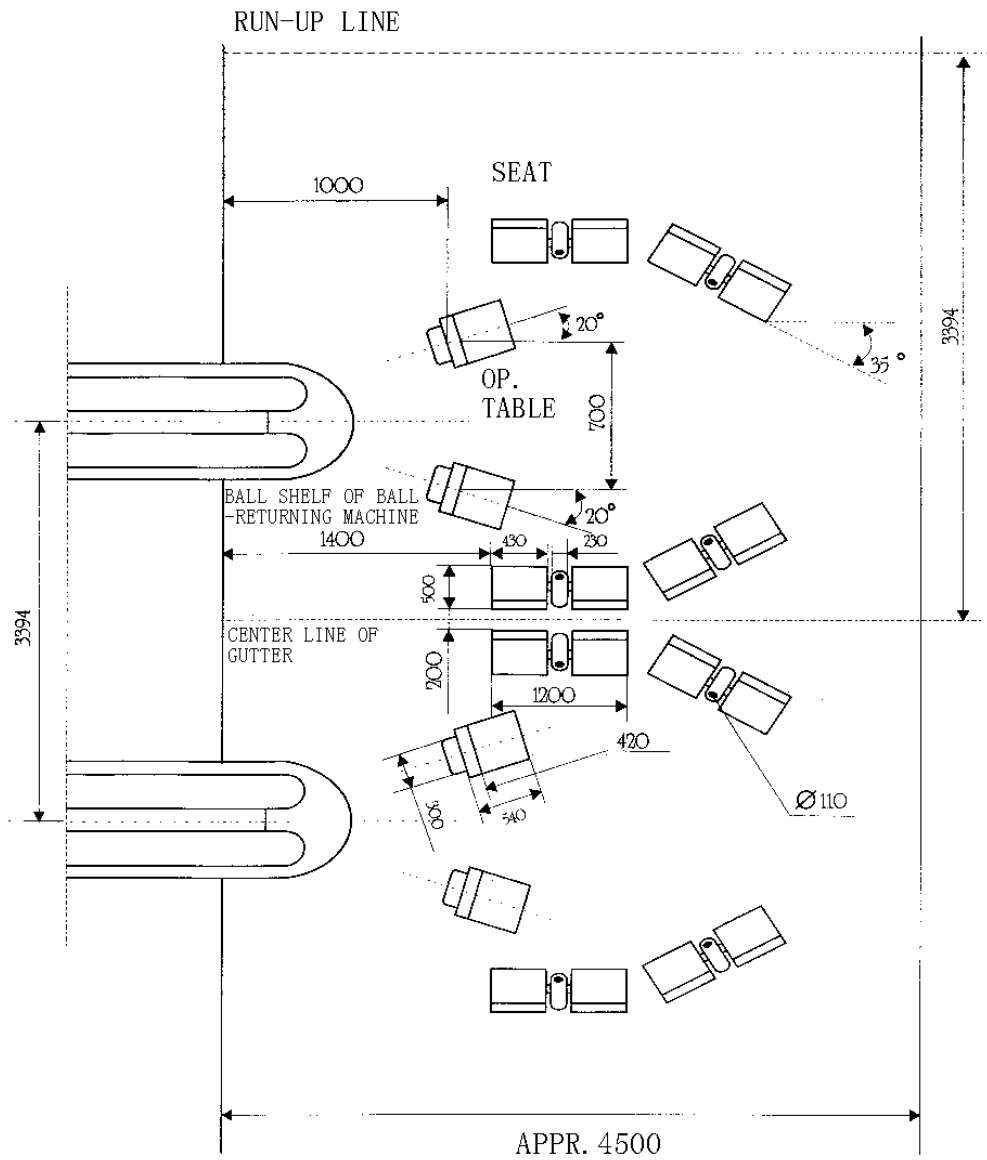 RUN-UP LINE
SEAT
1000
20°
3394
35°
OP.
TABLE
700
BALL SHELF OF BALL
-RETURNING MACHINE
20°
1400
430
230
500
3394
CENTER LINE OF
GUTTER
200
1200
420
300
540
Ø110
APPR. 4500